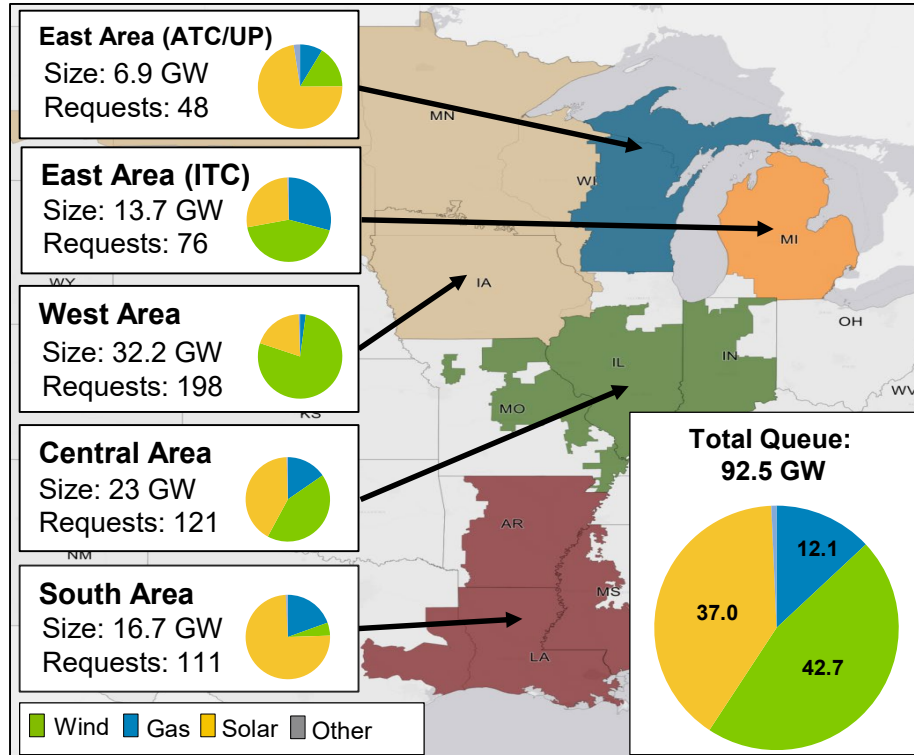 East Area (ATC/UP)
Size: 6.9 GW
Requests: 48
East Area (ITC)
Size: 13.7 GW
Requests: 76
West Area
Size: 32.2 GW
Requests: 198
Central Area
Size: 23 GW
Requests: 121
South Area
Size: 16.7 GW
Requests: 111
MN
WI
MI
WY
IA
OH
IL
IN
WV
KS
MO
NM
AR
MS
LA
Total Queue:
92.5 GW
12.1
37.0
42.7
Wind Gas Solar Other